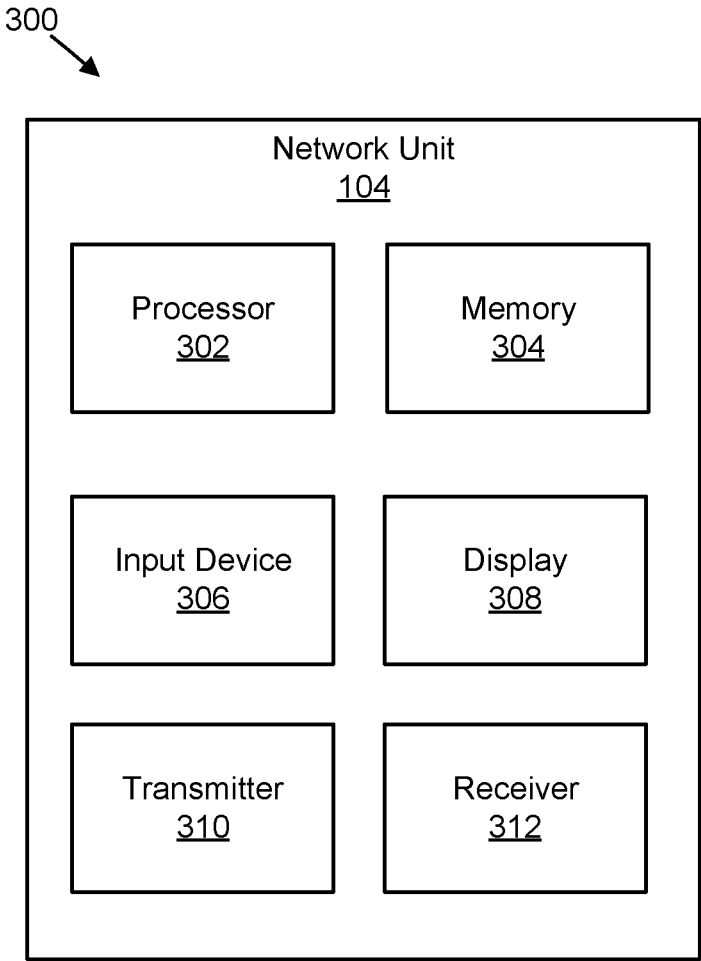 300
Network Unit
104
Processor
302
Memory
304
Input Device
306
Display
308
Transmitter
310
Receiver
312